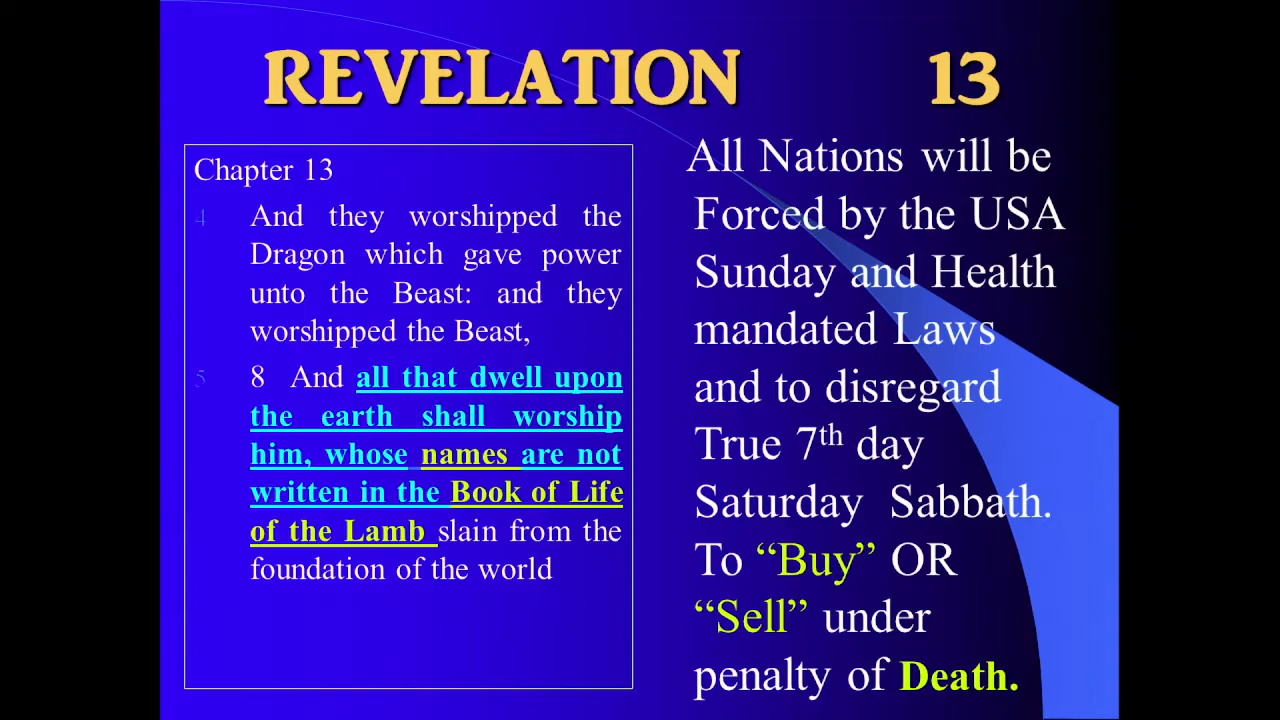 REVELATION 13
Chapter 13
4 And they worshipped the
Dragon which gave power
unto the Beast: and they
worshipped the Beast,
5 8 And all that dwell upon
the earth shall worship
him, whose names are not
written in the Book of Life
of the Lamb slain from the
foundation of the world
All Nations will be
Forced by the USA
Sunday and Health
mandated Laws
and to disregard
True 7th day
Saturday Sabbath.
To “Buy” OR
“Sell” under
penalty of Death.